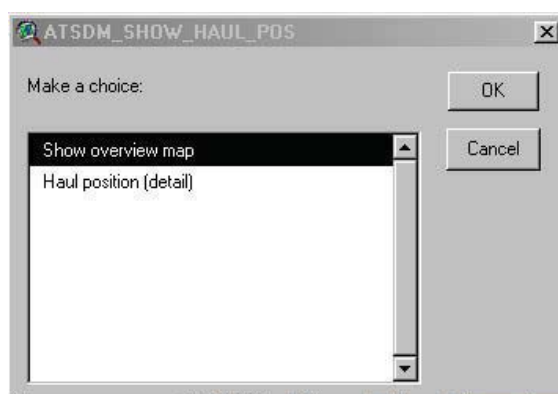 ATSDM_SHOW_HAUL_POS
Make a choice:
OK
Show overview map
Cancel
Haul position (detail)